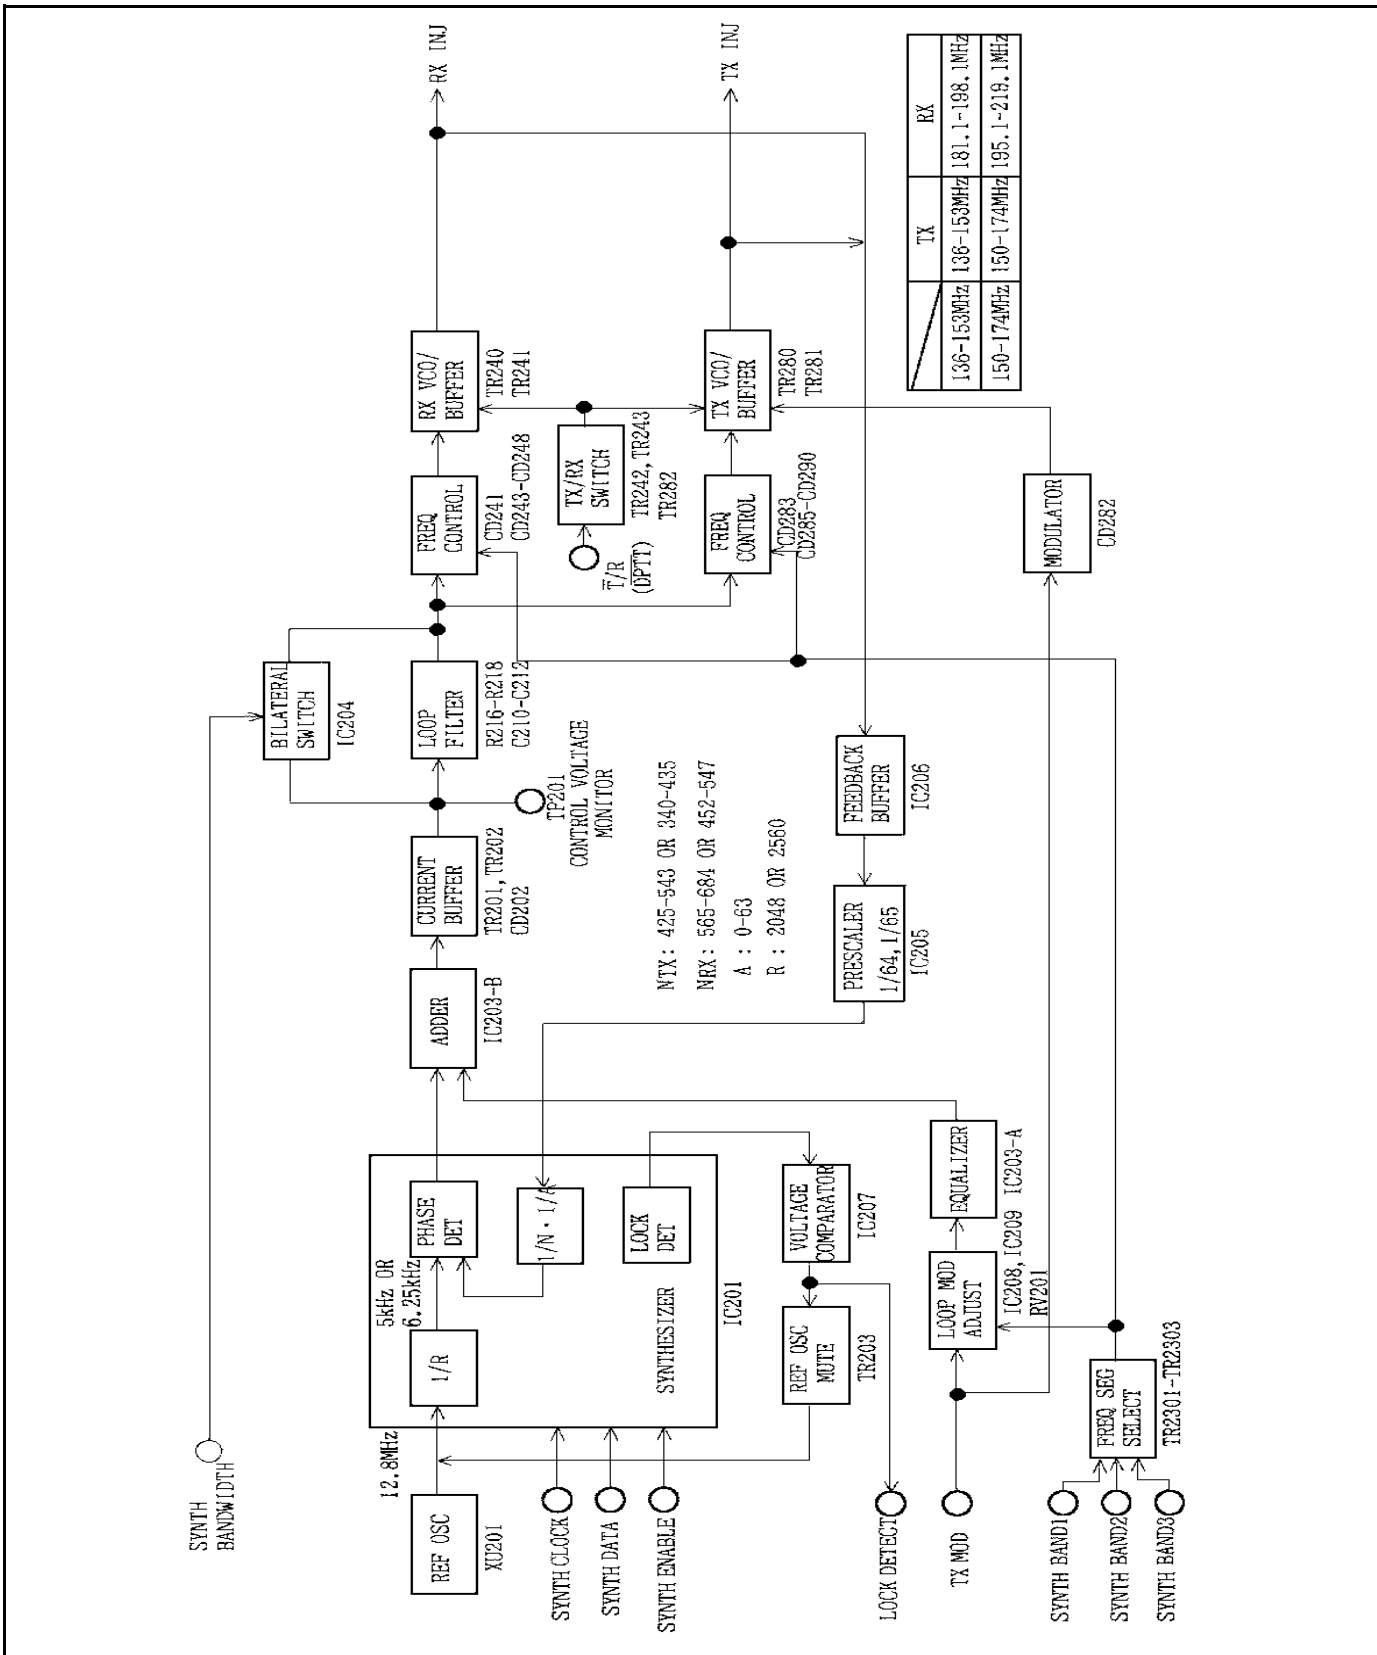 SYNTH
BANDWIDTH
BILATERAL
SWITCH
IC204
REF OSC
XU201
12.8MHz
5kHz OR
6.25kHz
1/R
PHASE
DET
1/N・1/A
LOCK
DET
SYNTHESIZER
IC201
ADDER
IC203-B
CURRENT
BUFFER
TR201,TR202
CD202
TP201
CONTROL VOLTAGE
MONITOR
LOOP
FILTER
R216-R218
C210-C212
FREQ
CONTROL
CD241
CD243-CD248
RX VCO/
BUFFER
TR240
TR241
RX INJ
TX/RX
SWITCH
TR242,TR243
TR282
T/R
(DPTT)
FREQ
CONTROL
CD283
CD285-CD290
TX VCO/
BUFFER
TR280
TR281
TX INJ
SYNTH CLOCK
SYNTH DATA
SYNTH ENABLE
NTX: 425-543 OR 340-435
NRX: 565-684 OR 452-547
A : 0-63
R : 2048 OR 2560
VOLTAGE
COMPARATOR
IC207
REF OSC
MUTE
TR203
PRESCALER
1/64,1/65
IC205
FEEDBACK
BUFFER
IC206
LOCK DETECT
TX MOD
LOOP MOD
ADJUST
IC208,IC209
RV201
EQUALIZER
IC203-A
MODULATOR
CD282
SYNTH BAND1
SYNTH BAND2
SYNTH BAND3
FREQ SEG
SELECT
TR2301-TR2303
TX RX
136-153MHz 136-153MHz 181.1-198.1MHz
150-174MHz 150-174MHz 195.1-219.1MHz